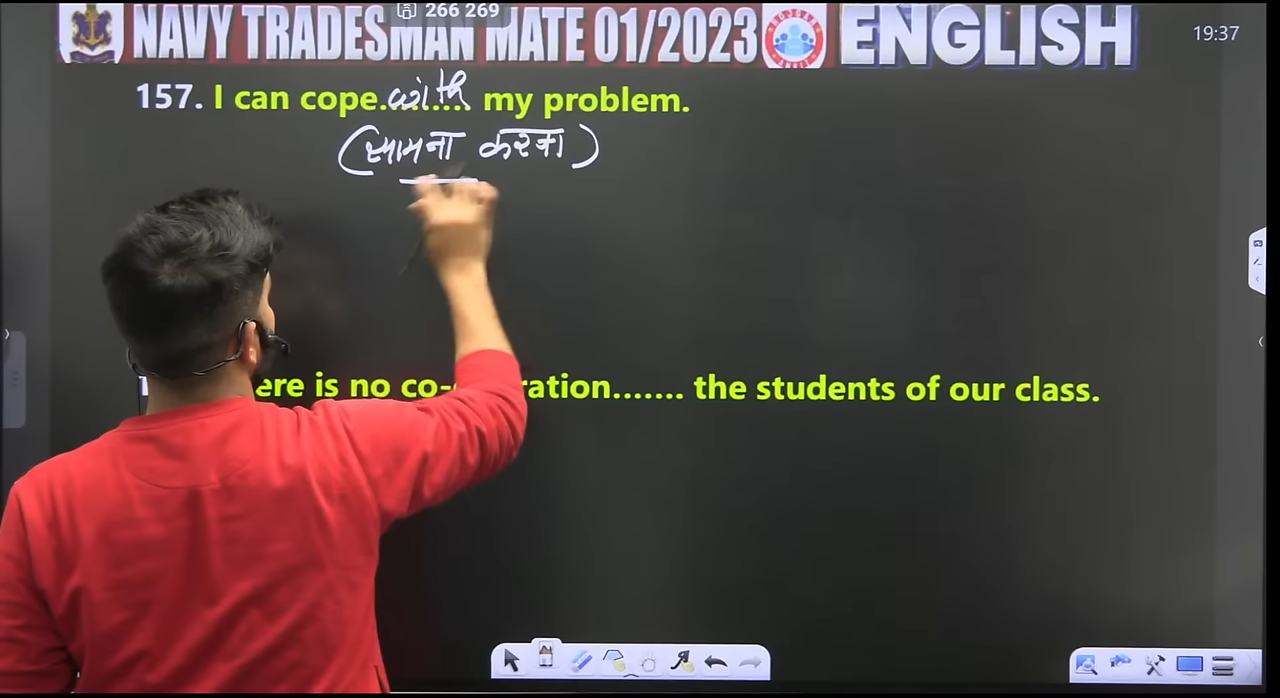 266 269
NAVY TRADESMAN MATE 01/2023 ENGLISH
19:37
157. I can cope.with.. my problem.
(सामना करना)
ere is no co- ration....... the students of our class.